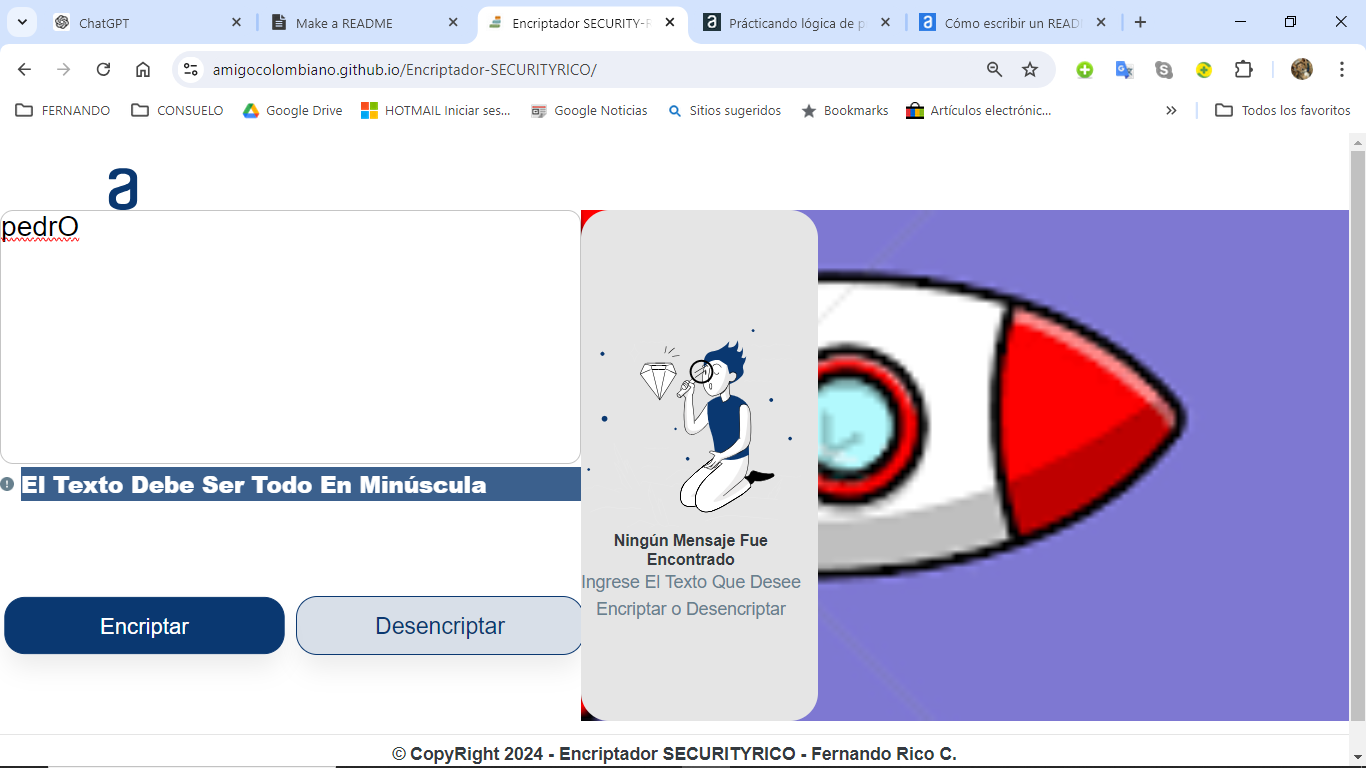 ChatGPT
Make a README
Encriptador SECURITY-R
Prácticando lógica de p
Cómo escribir un READ
amigocolombiano.github.io/Encriptador-SECURITYRICO/
FERNANDO
CONSUELO
Google Drive
HOTMAIL Iniciar ses...
Google Noticias
Sitios sugeridos
Bookmarks
Artículos electrónic...
»
Todos los favoritos
a
pedrO
El Texto Debe Ser Todo En Minúscula
Encriptar
Desencriptar
Ningún Mensaje Fue
Encontrado
Ingrese El Texto Que Desee
Encriptar o Desencriptar
© CopyRight 2024 - Encriptador SECURITYRICO - Fernando Rico C.